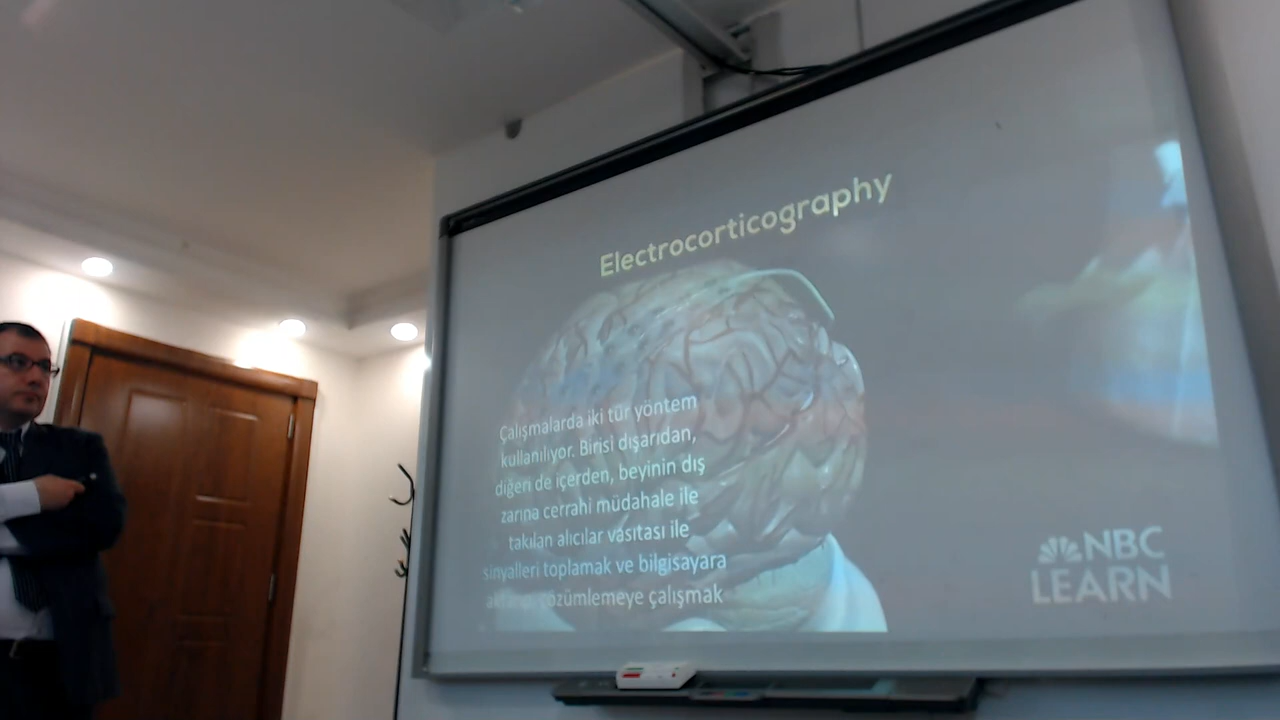 Electrocorticography
Çalışmalarda iki tür yöntem
kullanılıyor. Birisi dışarıdan,
diğeri de içerden, beyinin dış
zarına cerrahi müdahale ile
takılan alıcılar vasıtası ile
sinyalleri toplamak ve bilgisayara
çözümlemeye çalışmak
NBC
LEARN